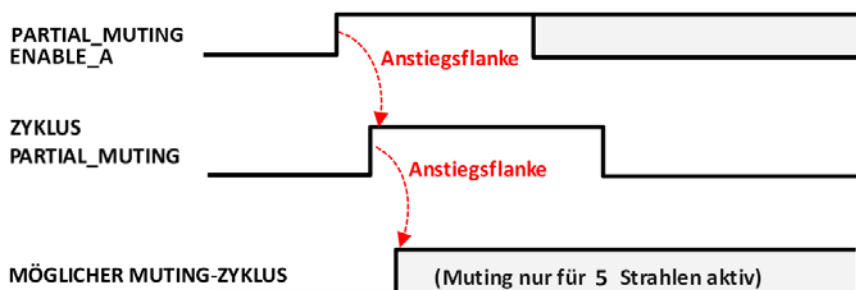 PARTIAL_MUTING
ENABLE_A
Anstiegsflanke
ZYKLUS
PARTIAL_MUTING
Anstiegsflanke
MÖGLICHER MUTING-ZYKLUS
(Muting nur für 5 Strahlen aktiv)